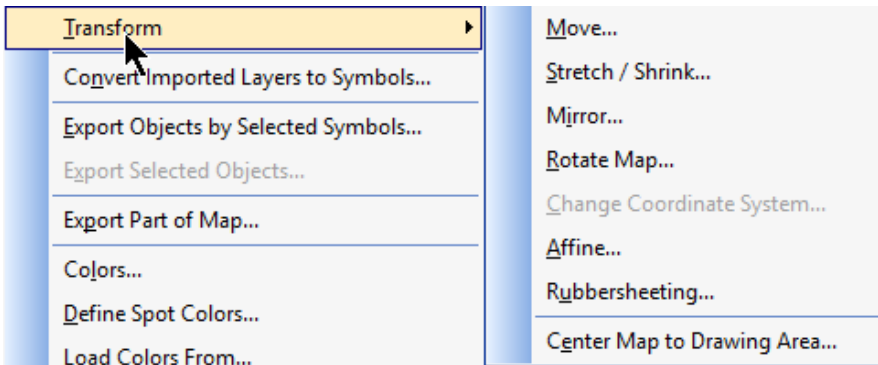 Transform
Convert Imported Layers to Symbols...
Export Objects by Selected Symbols...
Export Selected Objects...
Export Part of Map...
Colors...
Define Spot Colors...
Load Colors From...
Move...
Stretch / Shrink...
Mirror...
Rotate Map...
Change Coordinate System...
Affine...
Rubbersheeting...
Center Map to Drawing Area...